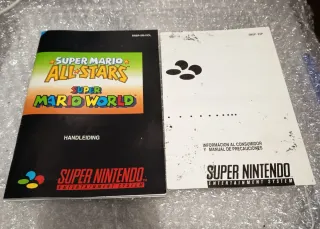 SUPER MARIO
ALL-STARS
SUPER
MARIO WORLD
HANDLEIDING
SUPER NINTENDO
ENTERTAINMENT SYSTEM
INFORMACION AL CONSUMIDOR
Y MANUAL DE PRECAUCIONES
SUPER NINTENDO
ENTERTAINMENT SYSTEM